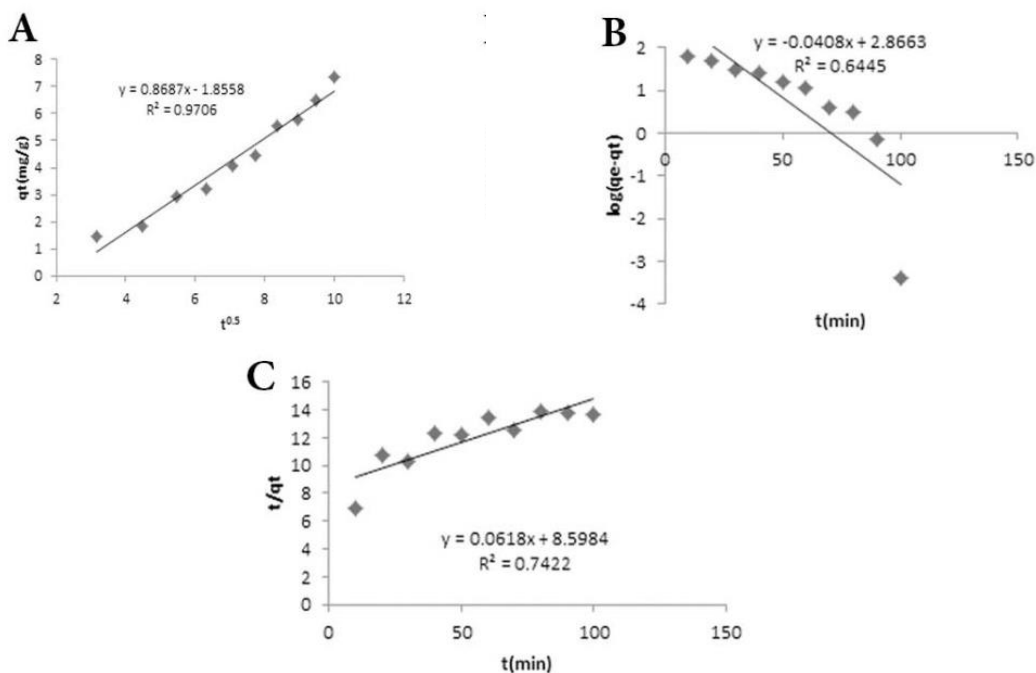 A
qt(mg/g)
8
7
6
5
4
3
2
1
0
y = 0.8687x - 1.8558
R² = 0.9706
2 4 6 8 10 12
t^0.5
B
log(qe-qt)
y = -0.0408x + 2.8663
R² = 0.6445
2
1
0
-1
-2
-3
-4
0 50 100 150
t(min)
C
t/qt
16
14
12
10
8
6
4
2
0
y = 0.0618x + 8.5984
R² = 0.7422
0 50 100 150
t(min)